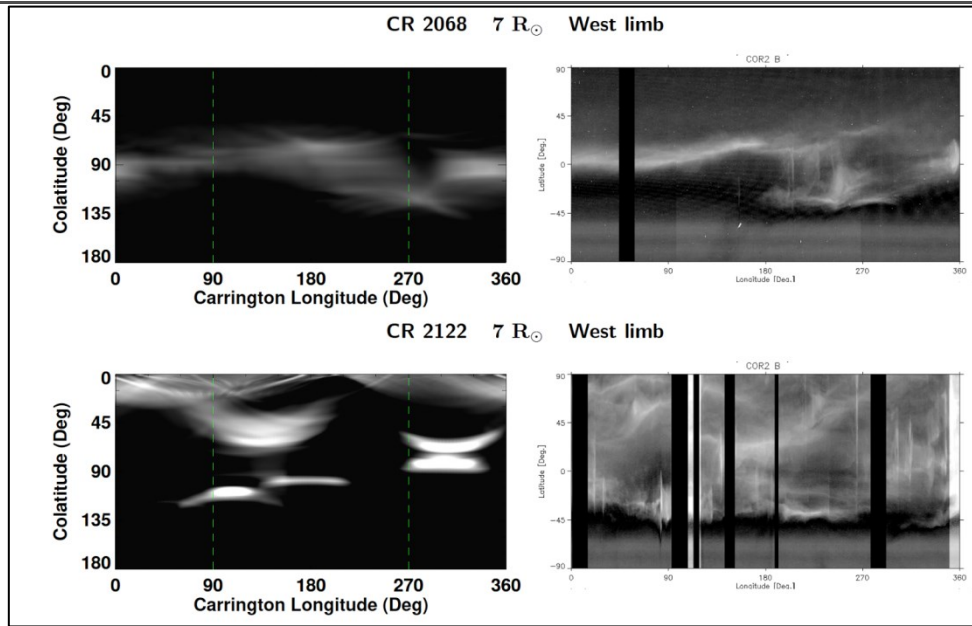 CR 2068 7 R☉ West limb
COR2 B
0
45
90
135
180
Colatitude (Deg)
0 90 180 270 360
Carrington Longitude (Deg)
90
45
0
-45
-90
Latitude [Deg.]
0 90 180 270 360
Longitude [Deg.]
CR 2122 7 R☉ West limb
COR2 B
0
45
90
135
180
Colatitude (Deg)
0 90 180 270 360
Carrington Longitude (Deg)
90
45
0
-45
-90
Latitude [Deg.]
0 90 180 270 360
Longitude [Deg.]